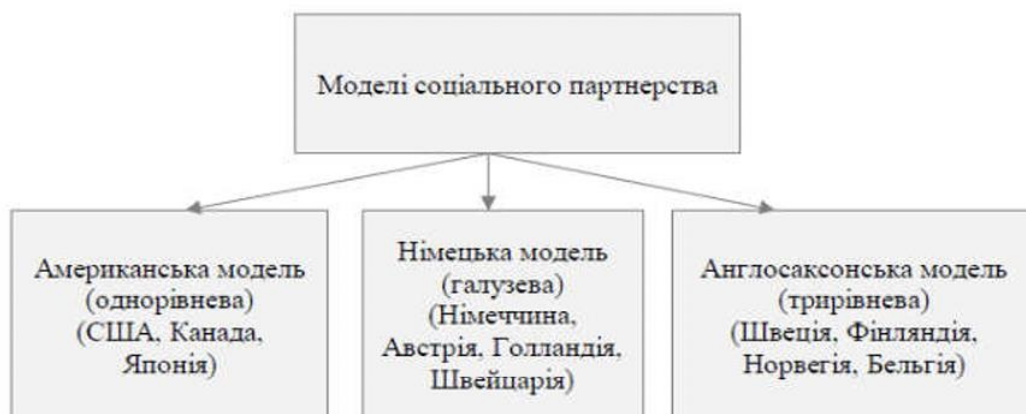 Моделі соціального партнерства
Американська модель
(однорівнева)
(США, Канада,
Японія)
Німецька модель
(галузева)
(Німеччина,
Австрія, Голландія,
Швейцарія)
Англосаксонська модель
(трирівнева)
(Швеція, Фінляндія,
Норвегія, Бельгія)